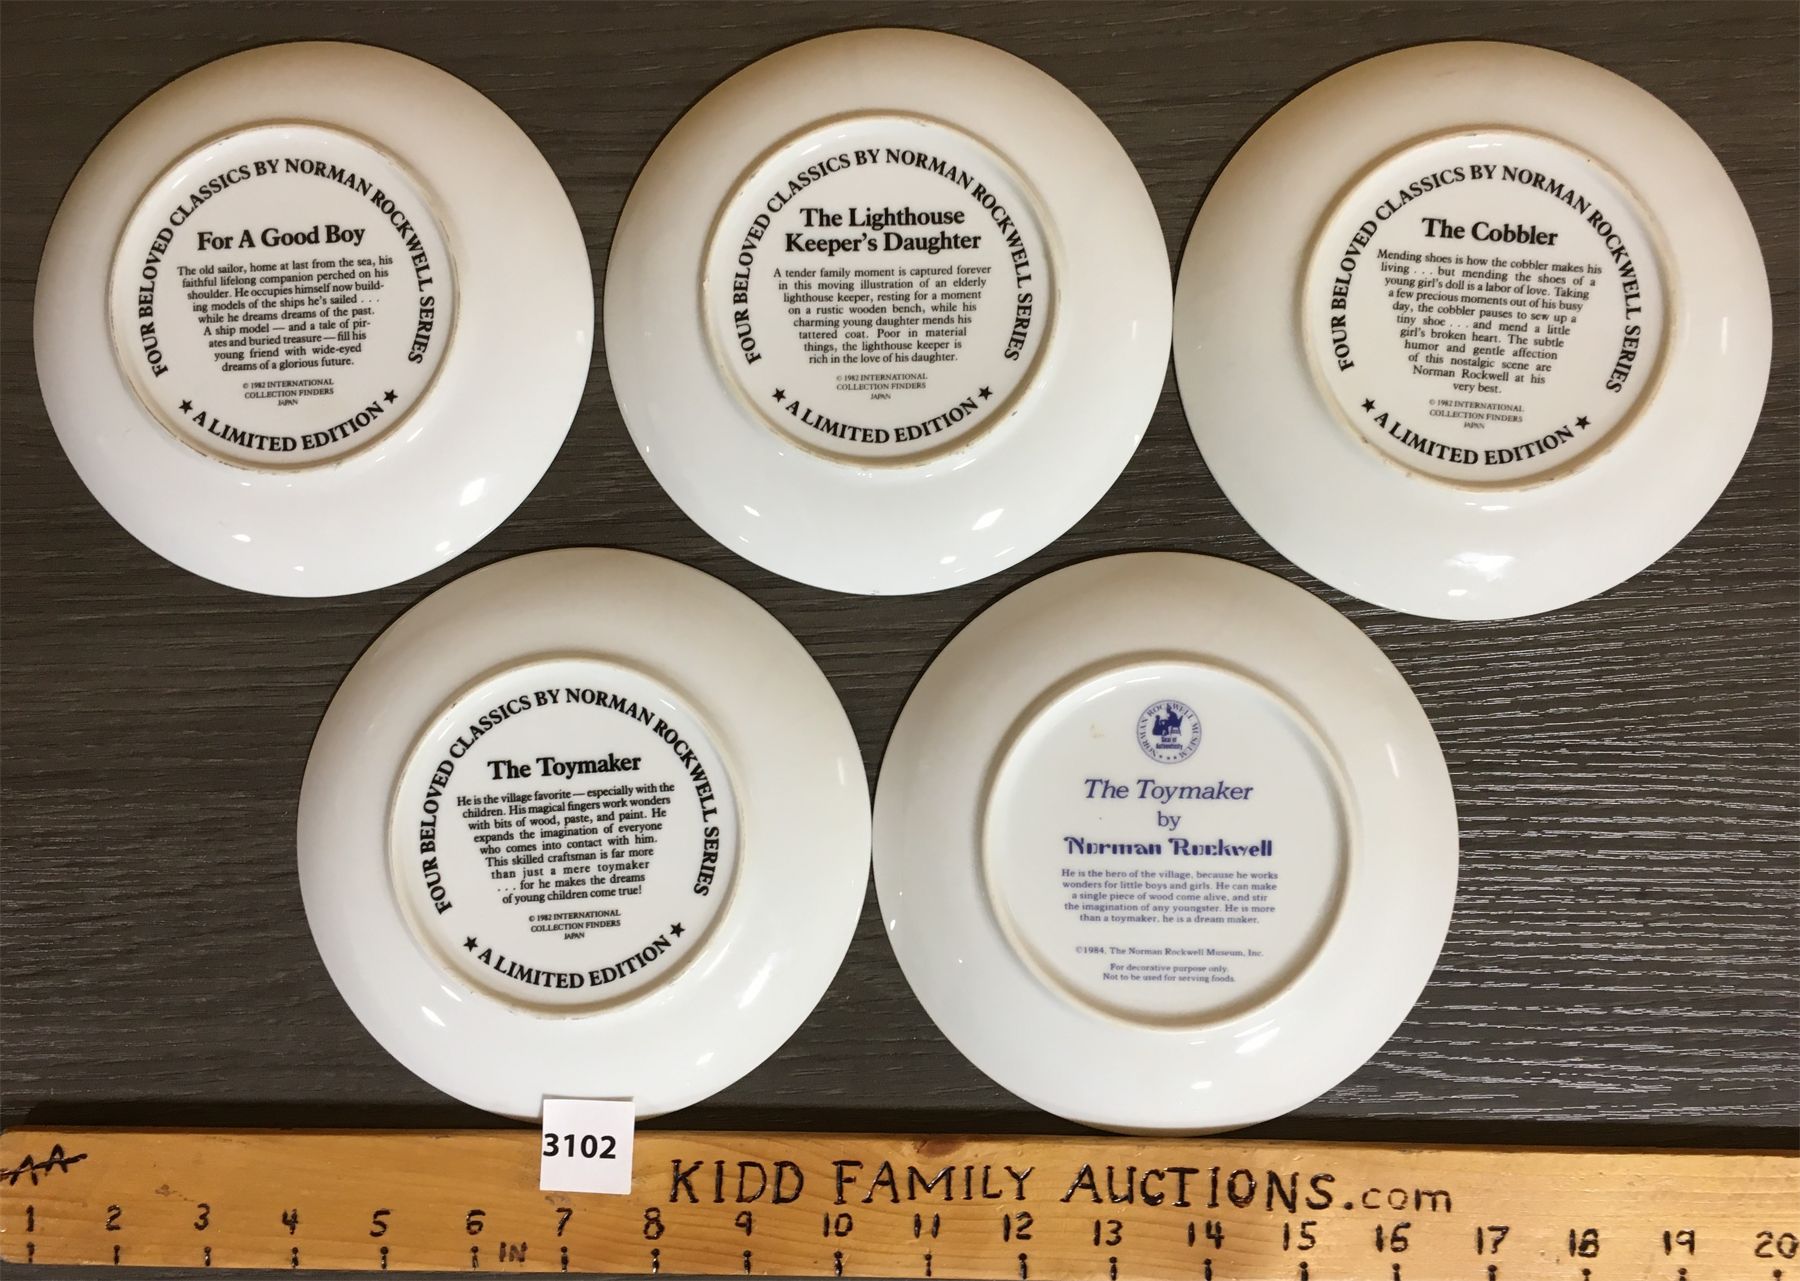 FOUR BELOVED CLASSICS BY NORMAN ROCKWELL SERIES
For A Good Boy
The old sailor, home at last from the sea, his
faithful lifelong companion perched on his
shoulder. He occupies himself now build-
ing models of the ships he's sailed . . .
while he dreams dreams of the past.
A ship model — and a tale of pir-
ates and buried treasure — fill his
young friend with wide-eyed
dreams of a glorious future.
© 1982 INTERNATIONAL
COLLECTION FINDERS
JAPAN
★ A LIMITED EDITION ★
FOUR BELOVED CLASSICS BY NORMAN ROCKWELL SERIES
The Lighthouse
Keeper's Daughter
A tender family moment is captured forever
in this moving illustration of an elderly
lighthouse keeper, resting for a moment
on a rustic wooden bench, while his
charming young daughter mends his
tattered coat. Poor in material
things, the lighthouse keeper is
rich in the love of his daughter.
© 1982 INTERNATIONAL
COLLECTION FINDERS
JAPAN
★ A LIMITED EDITION ★
FOUR BELOVED CLASSICS BY NORMAN ROCKWELL SERIES
The Cobbler
Mending shoes is how the cobbler makes his
living . . . but mending the shoes of a
young girl's doll is a labor of love. Taking
a few precious moments out of his busy
day, the cobbler pauses to sew up a
tiny shoe . . . and mend a little
girl's broken heart. The subtle
humor and gentle affection
of this nostalgic scene are
Norman Rockwell at his
very best.
© 1982 INTERNATIONAL
COLLECTION FINDERS
JAPAN
★ A LIMITED EDITION ★
FOUR BELOVED CLASSICS BY NORMAN ROCKWELL SERIES
The Toymaker
He is the village favorite — especially with the
children. His magical fingers work wonders
with bits of wood, paste, and paint. He
expands the imagination of everyone
who comes into contact with him.
This skilled craftsman is far more
than just a mere toymaker
. . . for he makes the dreams
of young children come true!
© 1982 INTERNATIONAL
COLLECTION FINDERS
JAPAN
★ A LIMITED EDITION ★
NORMAN ROCKWELL MUSEUM
Seal of
Authenticity
The Toymaker
by
Norman Rockwell
He is the hero of the village, because he works
wonders for little boys and girls. He can make
a single piece of wood come alive, and stir
the imagination of any youngster. He is more
than a toymaker, he is a dream maker.
©1984, The Norman Rockwell Museum, Inc.
For decorative purpose only.
Not to be used for serving foods.
3102
AA
KIDD FAMILY AUCTIONS.com
1 2 3 4 5 6 7 8 9 10 11 12 13 14 15 16 17 18 19 20
IN